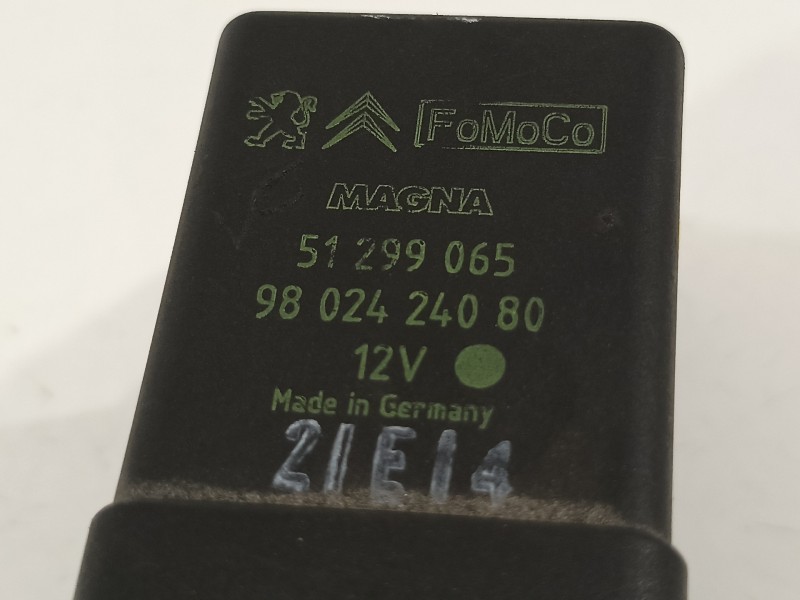 FoMoCo
MAGNA
51 299 065
98 024 240 80
12V
Made in Germany
21E14